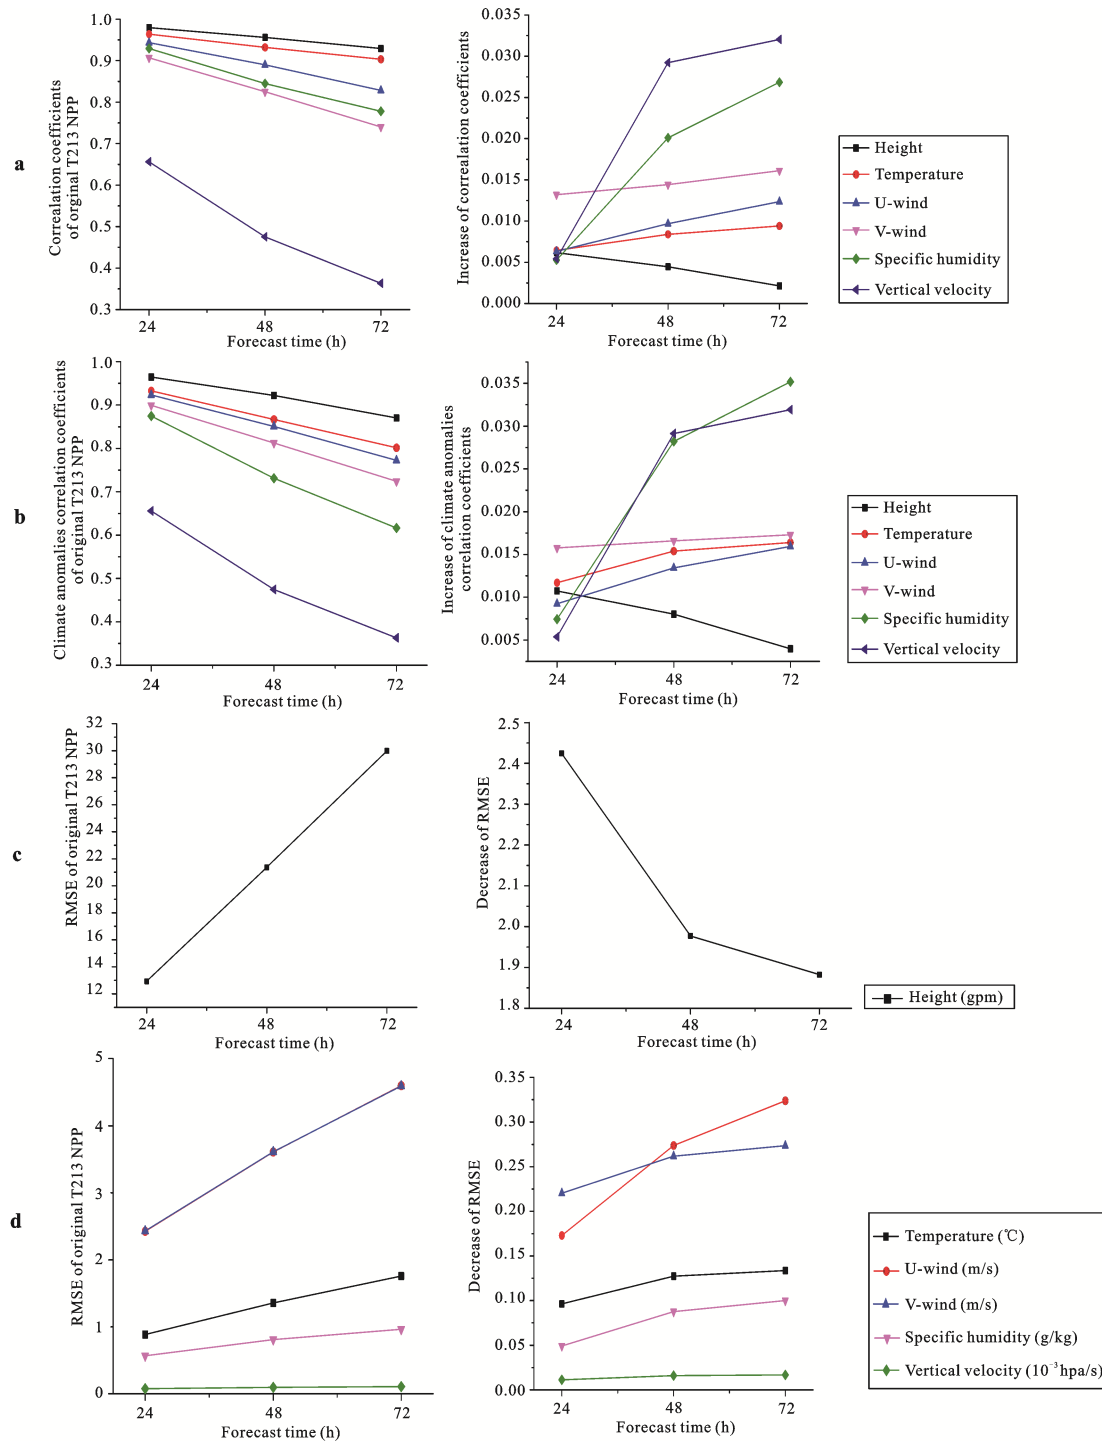 a
Correalation coefficients
of orginal T213 NPP
1.0
0.9
0.8
0.7
0.6
0.5
0.4
0.3
24
48
72
Forecast time (h)
Increase of correalation coefficients
0.035
0.030
0.025
0.020
0.015
0.010
0.005
0.000
24
48
72
Forecast time (h)
Height
Temperature
U-wind
V-wind
Specific humidity
Vertical velocity
b
Climate anomalies correlation coefficients
of original T213 NPP
1.0
0.9
0.8
0.7
0.6
0.5
0.4
0.3
24
48
72
Forecast time (h)
Increase of climate anomalies
correlation coefficients
0.035
0.030
0.025
0.020
0.015
0.010
0.005
24
48
72
Forecast time (h)
Height
Temperature
U-wind
V-wind
Specific humidity
Vertical velocity
c
RMSE of original T213 NPP
32
30
28
26
24
22
20
18
16
14
12
24
48
72
Forecast time (h)
Decrease of RMSE
2.5
2.4
2.3
2.2
2.1
2.0
1.9
1.8
24
48
72
Forecast time (h)
Height (gpm)
d
RMSE of original T213 NPP
5
4
3
2
1
0
24
48
72
Forecast time (h)
Decrease of RMSE
0.35
0.30
0.25
0.20
0.15
0.10
0.05
0.00
24
48
72
Forecast time (h)
Temperature (℃)
U-wind (m/s)
V-wind (m/s)
Specific humidity (g/kg)
Vertical velocity (10⁻³hpa/s)